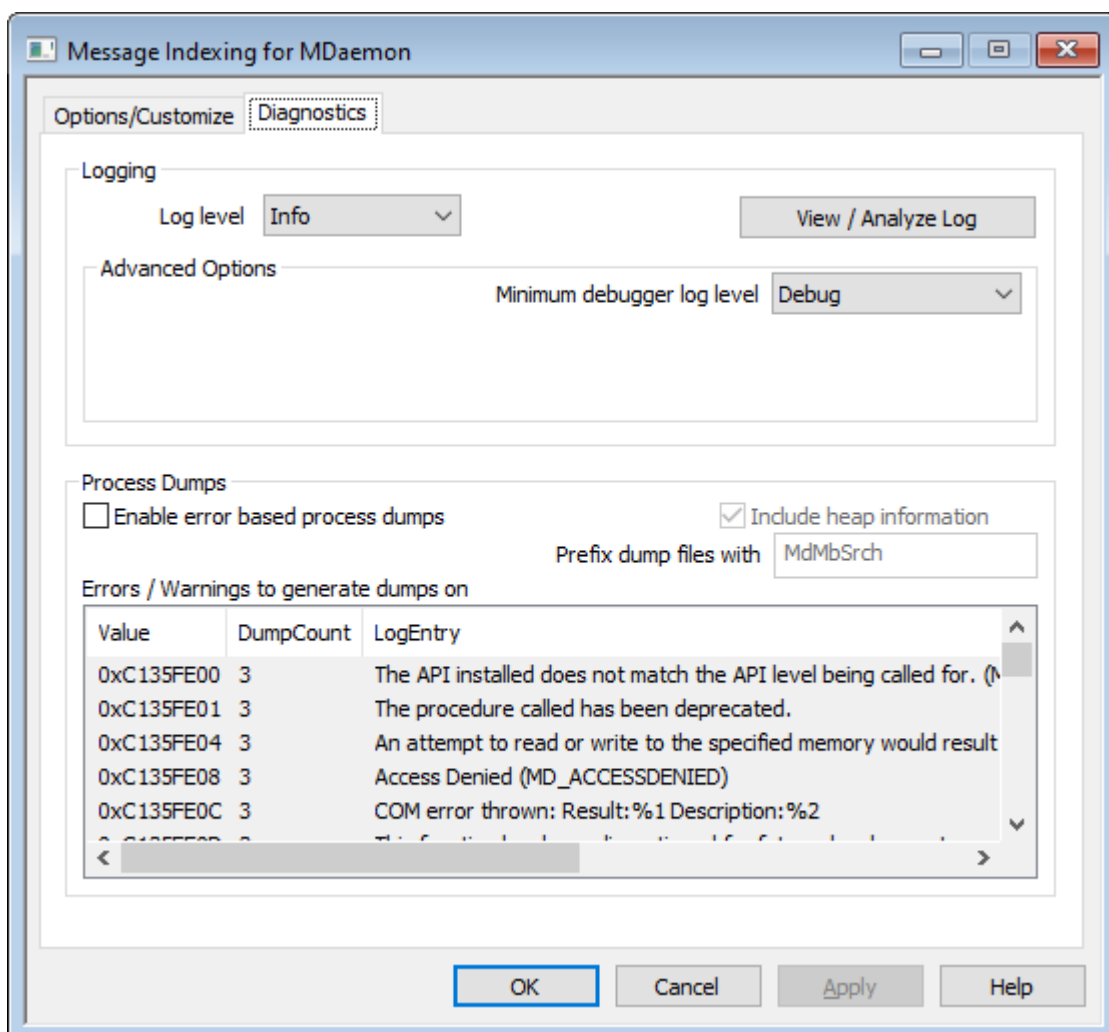 Message Indexing for MDaemon
Options/Customize Diagnostics
Logging
Log level Info View / Analyze Log
Advanced Options
Minimum debugger log level Debug
Process Dumps
Enable error based process dumps Include heap information
Prefix dump files with MdMbSrch
Errors / Warnings to generate dumps on
Value DumpCount LogEntry
0xC135FE00 3 The API installed does not match the API level being called for. (M
0xC135FE01 3 The procedure called has been deprecated.
0xC135FE04 3 An attempt to read or write to the specified memory would result
0xC135FE08 3 Access Denied (MD_ACCESSDENIED)
0xC135FE0C 3 COM error thrown: Result:%1 Description:%2
OK Cancel Apply Help